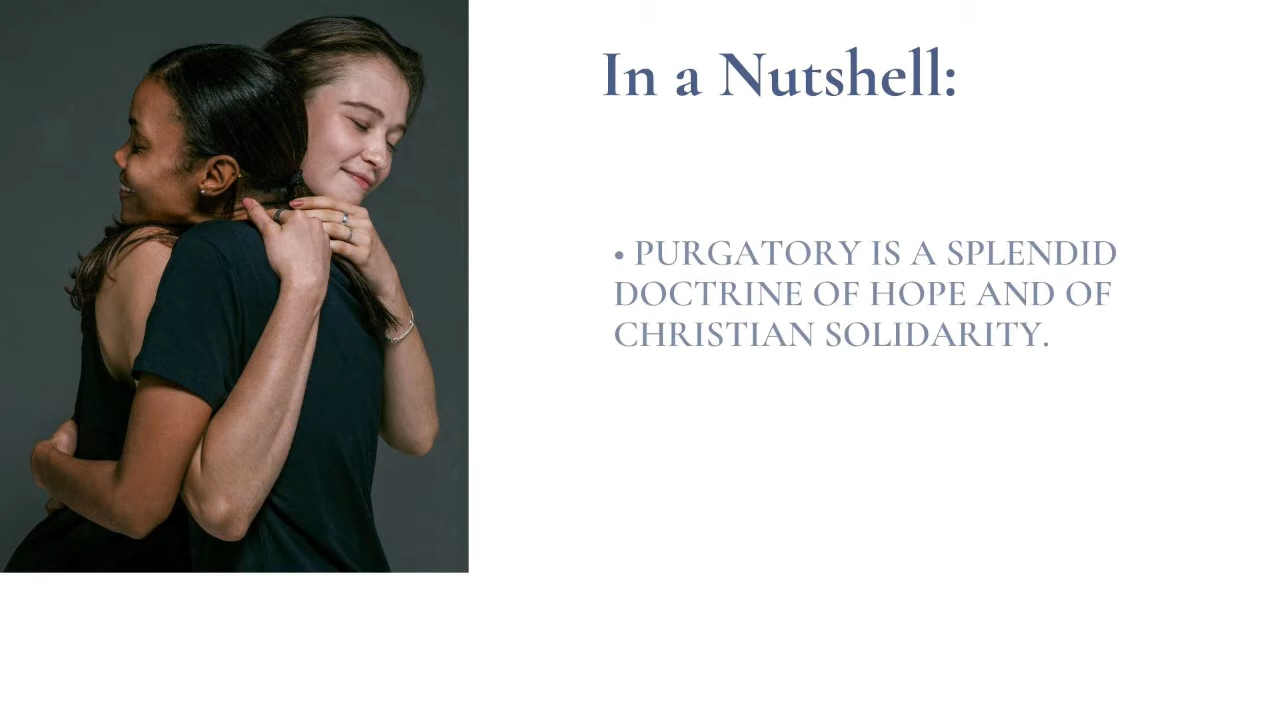 In a Nutshell:
• PURGATORY IS A SPLENDID
DOCTRINE OF HOPE AND OF
CHRISTIAN SOLIDARITY.